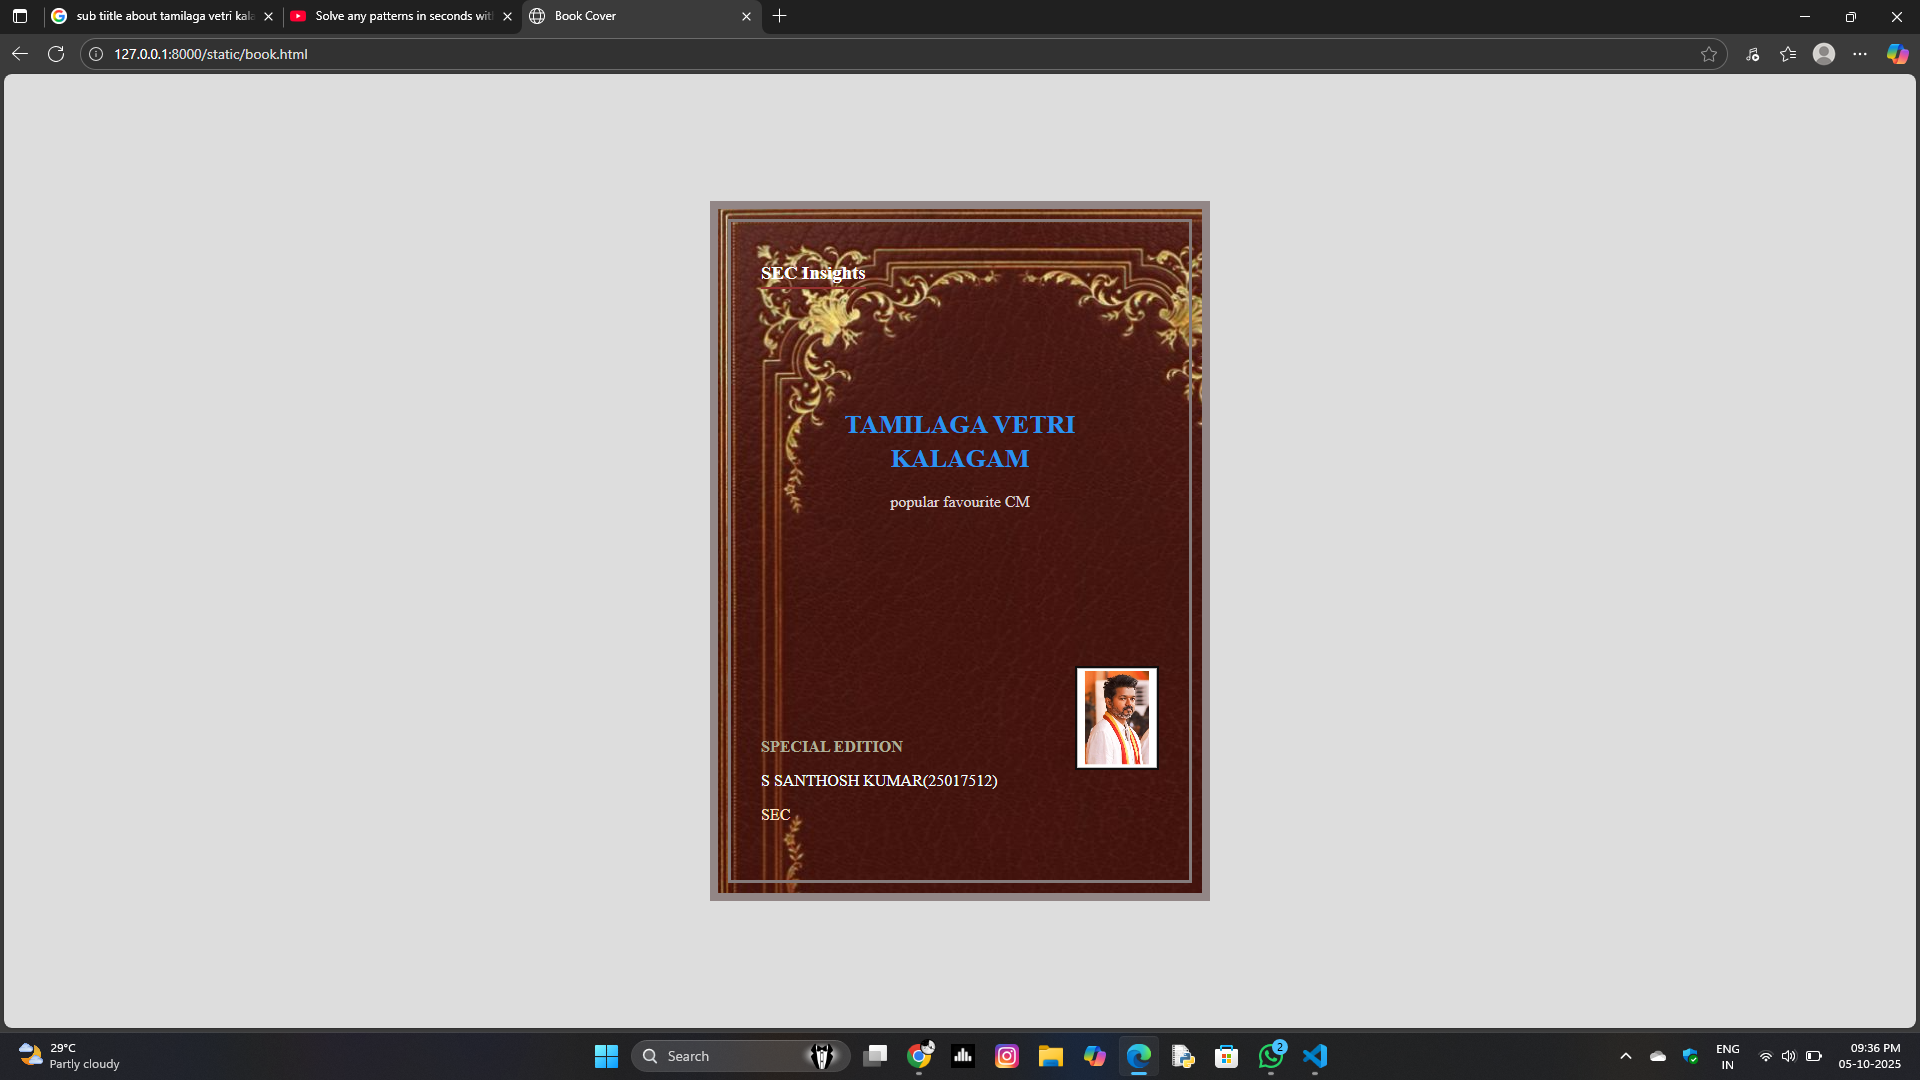 sub tiitle about tamilaga vetri kala
Solve any patterns in seconds wit
Book Cover
127.0.0.1:8000/static/book.html
SEC Insights
TAMILAGA VETRI
KALAGAM
popular favourite CM
SPECIAL EDITION
S SANTHOSH KUMAR(25017512)
SEC
29°C
Partly cloudy
Search
2
ENG
IN
09:36 PM
05-10-2025